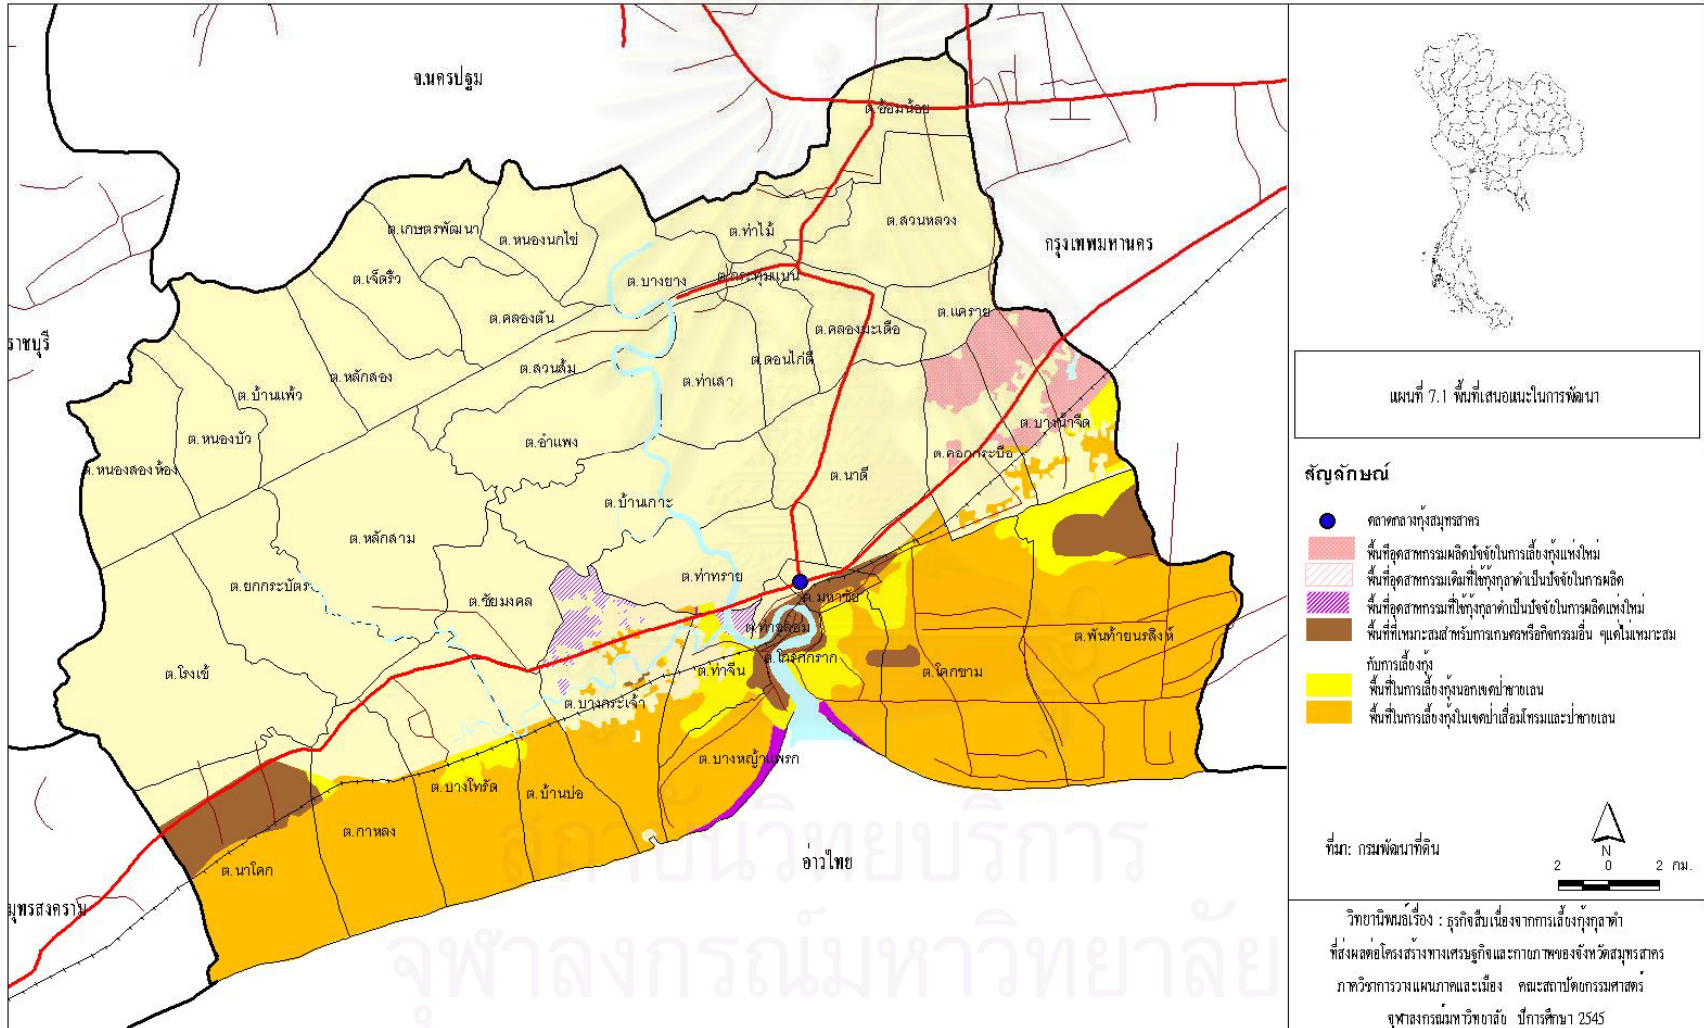 จ.นครปฐม
ต.อ้อมน้อย
ต.สวนหลวง
ต.ท่าไม้
ต.เกษตรพัฒนา
ต.หนองนกไข่
กรุงเทพมหานคร
ต.เจ็ดริ้ว
ต.บางยาง
ต.กระทุ่มแบน
ต.คลองตัน
ต.คลองมะเดื่อ
ต.แคราย
ราชบุรี
ต.หลักสอง
ต.สวนส้ม
ต.ดอนไก่ดี
ต.ท่าเสา
ต.บ้านแพ้ว
ต.หนองบัว
ต.อำแพง
ต.บางน้ำจืด
ต.หนองสองห้อง
ต.คอกกระบือ
ต.นาดี
ต.บ้านเกาะ
ต.หลักสาม
ต.ยกกระบัตร
ต.ชัยมงคล
ต.ท่าทราย
ต.มหาชัย
ต.ท่าฉลอม
ต.พันท้ายนรสิงห์
ต.โรงเข้
ต.ท่าจีน
ต.โกรกกราก
ต.โคกขาม
ต.บางกระเจ้า
ต.บางหญ้าแพรก
ต.บางโทรัด
ต.บ้านบ่อ
ต.กาหลง
ต.นาโคก
อ่าวไทย
มุทรสงคราม
สถาบันวิทยบริการ
จุฬาลงกรณ์มหาวิทยาลัย
แผนที่ 7.1 พื้นที่เสนอแนะในการพัฒนา
สัญลักษณ์
ตลาดกลางกุ้งสมุทรสาคร
พื้นที่อุตสาหกรรมผลิตปัจจัยในการเลี้ยงกุ้งแห่งใหม่
พื้นที่อุตสาหกรรมเดิมที่ใช้กุ้งกุลาดำเป็นปัจจัยในการผลิต
พื้นที่อุตสาหกรรมที่ใช้กุ้งกุลาดำเป็นปัจจัยในการผลิตแห่งใหม่
พื้นที่ที่เหมาะสมสำหรับการเกษตรหรือกิจกรรมอื่น ๆแต่ไม่เหมาะสม
กับการเลี้ยงกุ้ง
พื้นที่ในการเลี้ยงกุ้งนอกเขตป่าชายเลน
พื้นที่ในการเลี้ยงกุ้งในเขตป่าเสื่อมโทรมและป่าชายเลน
ที่มา: กรมพัฒนาที่ดิน
N
2 0 2 กม.
วิทยานิพนธ์เรื่อง : ธุรกิจสืบเนื่องจากการเลี้ยงกุ้งกุลาดำ
ที่ส่งผลต่อโครงสร้างทางเศรษฐกิจและกายภาพของจังหวัดสมุทรสาคร
ภาควิชาการวางแผนภาคและเมือง คณะสถาปัตยกรรมศาสตร์
จุฬาลงกรณ์มหาวิทยาลัย ปีการศึกษา 2545